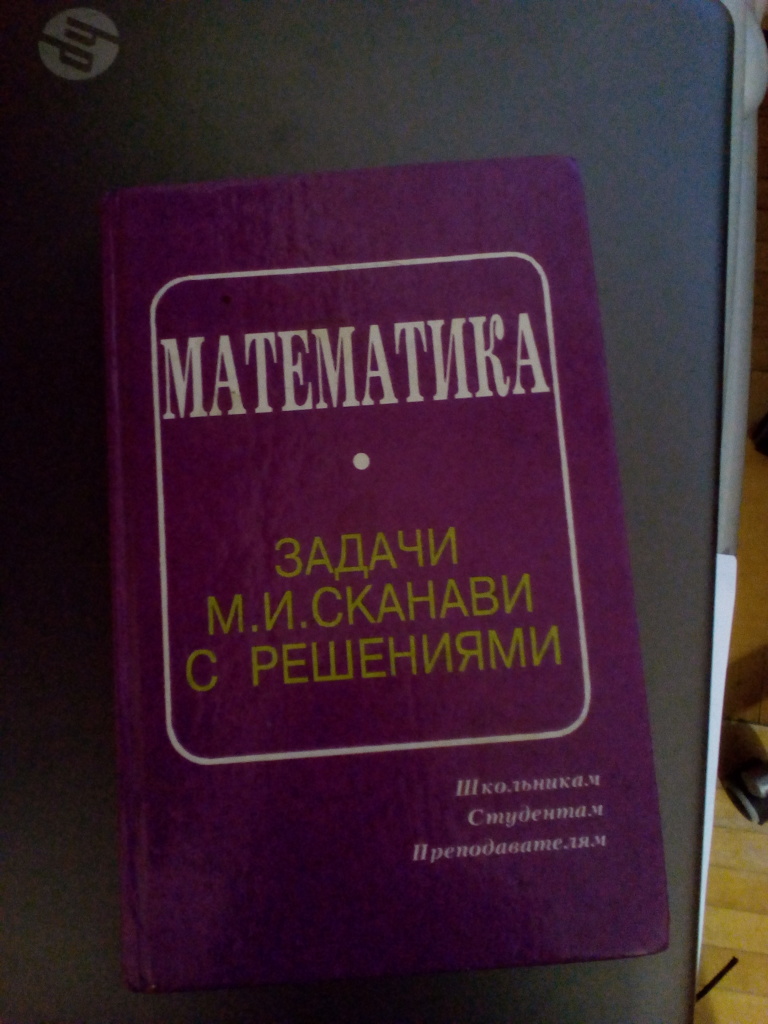 МАТЕМАТИКА
ЗАДАЧИ
М.И.СКАНАВИ
С РЕШЕНИЯМИ
Школьникам
Студентам
Преподавателям